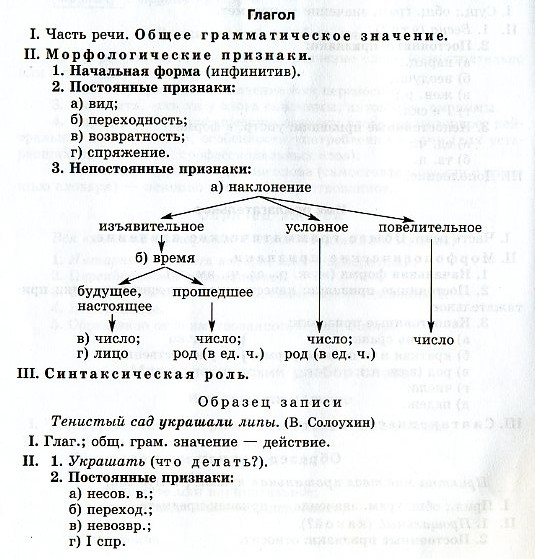 Глагол
I. Часть речи. Общее грамматическое значение.
II. Морфологические признаки.
1. Начальная форма (инфинитив).
2. Постоянные признаки:
а) вид;
б) переходность;
в) возвратность;
г) спряжение.
3. Непостоянные признаки:
а) наклонение
изъявительное условное повелительное
б) время
будущее, прошедшее
настоящее
в) число; число; число; число
г) лицо род (в ед. ч.) род (в ед. ч.)
III. Синтаксическая роль.
Образец записи
Тенистый сад украшали липы. (В. Солоухин)
I. Глаг.; общ. грам. значение — действие.
II. 1. Украшать (что делать?).
2. Постоянные признаки:
а) несов. в.;
б) переход.;
в) невозвр.;
г) I спр.